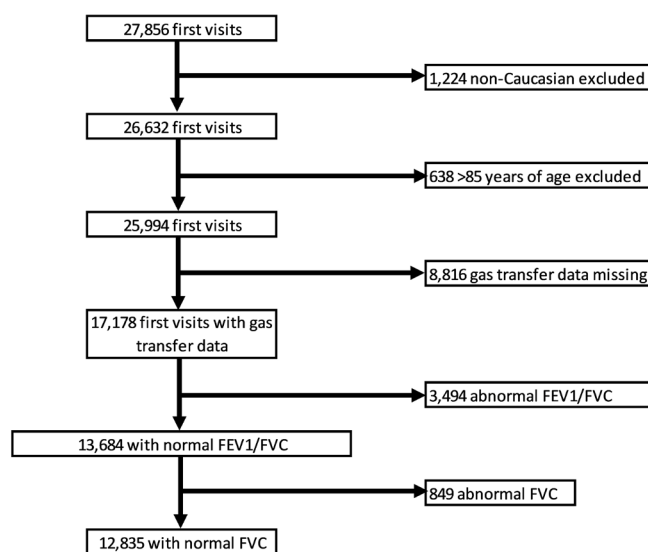 27,856 first visits
1,224 non-Caucasian excluded
26,632 first visits
638 >85 years of age excluded
25,994 first visits
8,816 gas transfer data missing
17,178 first visits with gas
transfer data
3,494 abnormal FEV1/FVC
13,684 with normal FEV1/FVC
849 abnormal FVC
12,835 with normal FVC